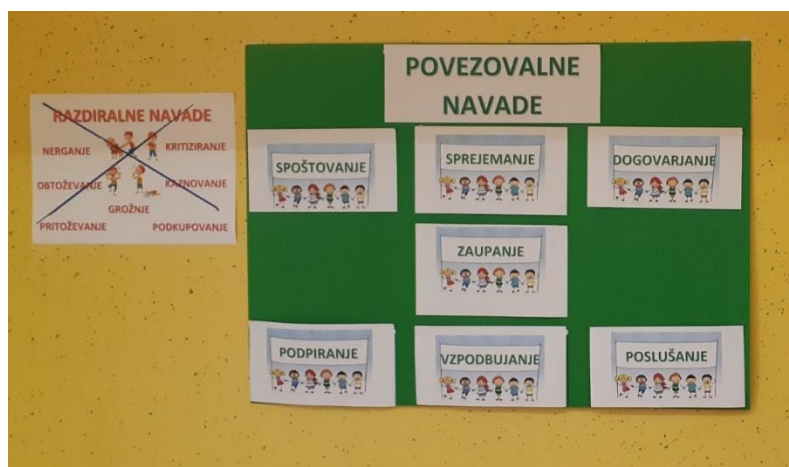 RAZDIRALNE NAVADE
NERGANJE
KRITIZIRANJE
OBTOŽEVANJE
KAZNOVANJE
GROŽNJE
PRITOŽEVANJE
PODKUPOVANJE
POVEZOVALNE
NAVADE
SPOŠTOVANJE
SPREJEMANJE
DOGOVARJANJE
ZAUPANJE
PODPIRANJE
VZPODBUJANJE
POSLUŠANJE